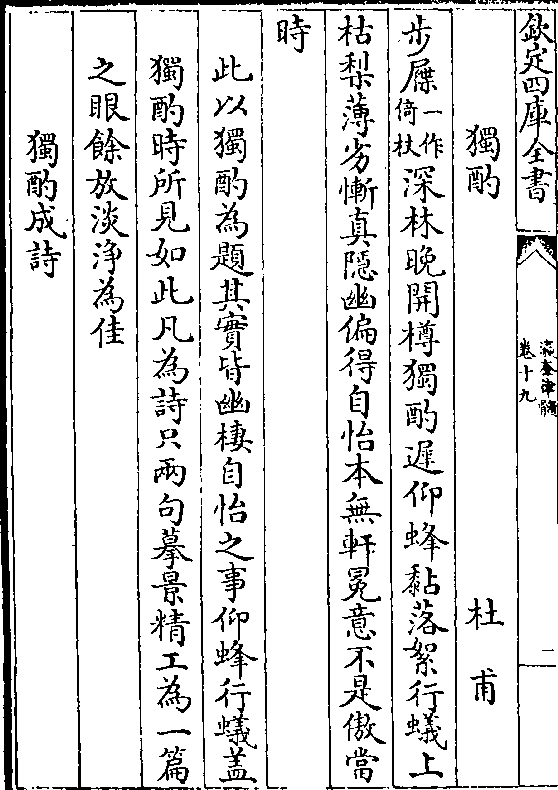 欽定四庫全書
瀛奎律髓
卷十九
二
獨酌
杜甫
步屧一作倚杖深林晚開樽獨酌遲仰蜂黏落絮行蟻上
枯梨薄劣慚真隱幽偏得自怡本無軒冕意不是傲當
時
此以獨酌為題其實皆幽棲自怡之事仰蜂行蟻盖
獨酌時所見如此凡為詩只兩句摹景精工為一篇
之眼餘放淡淨為佳
獨酌成詩